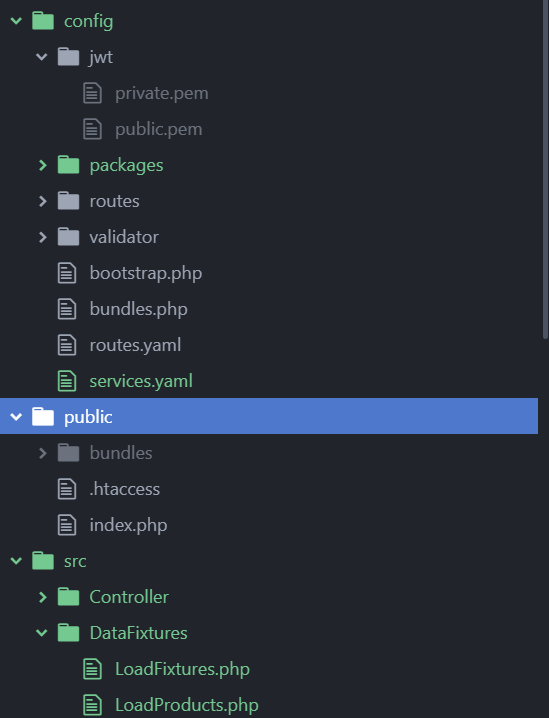 config
jwt
private.pem
public.pem
packages
routes
validator
bootstrap.php
bundles.php
routes.yaml
services.yaml
public
bundles
.htaccess
index.php
src
Controller
DataFixtures
LoadFixtures.php
LoadProducts.php